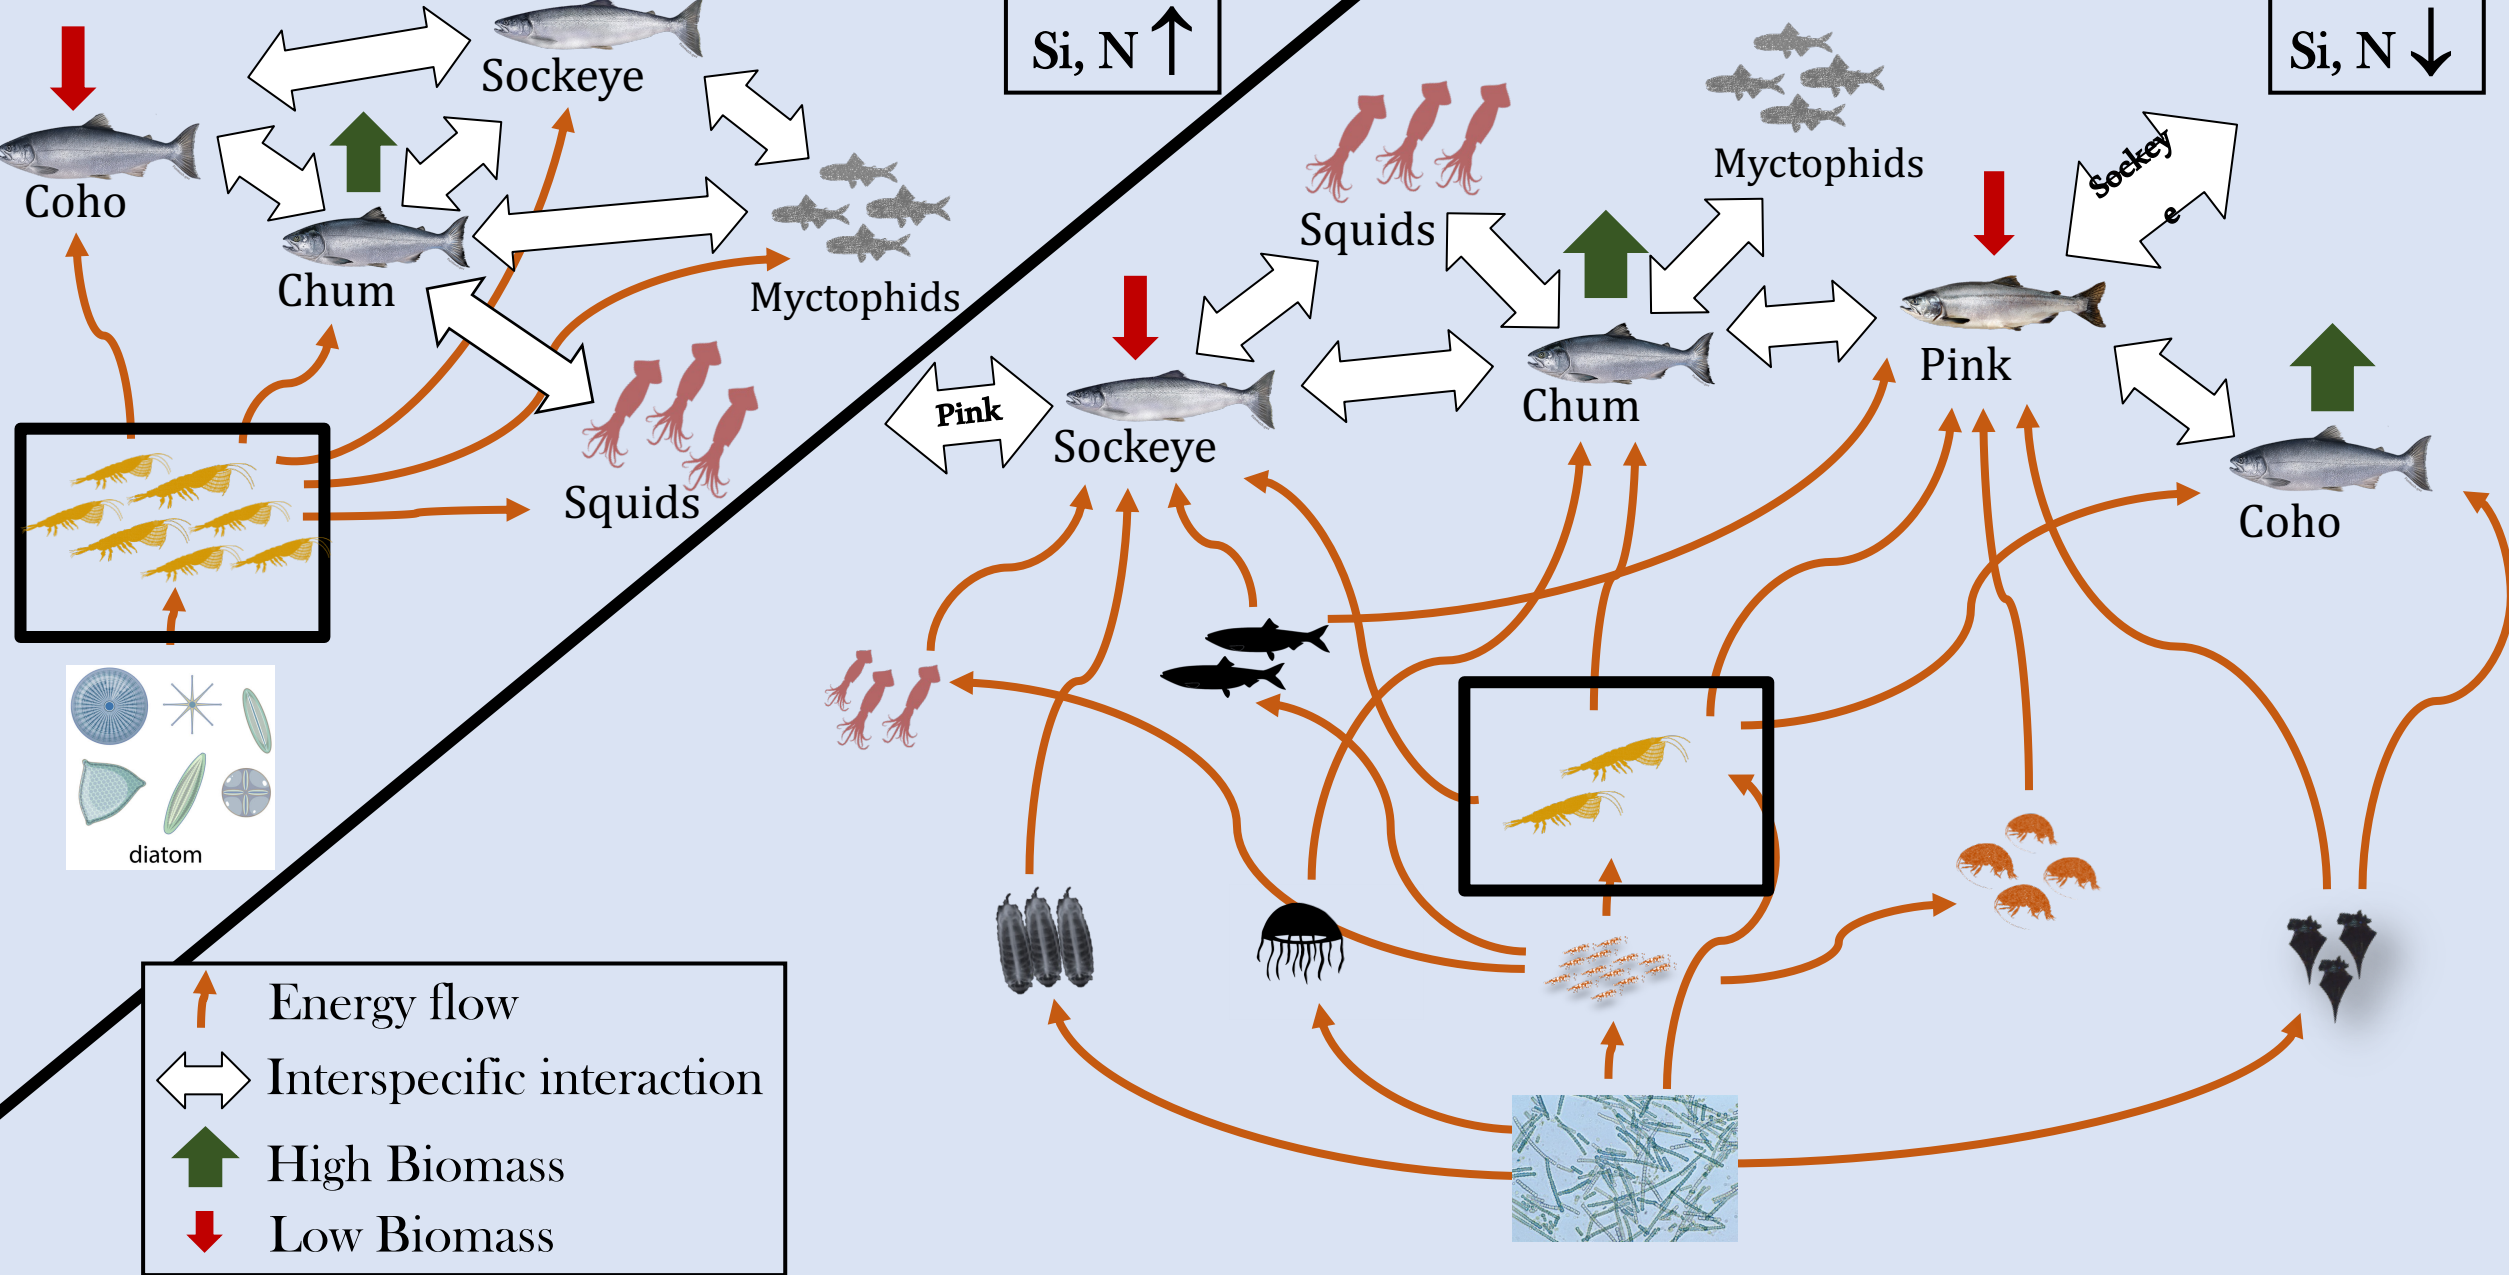 Si, N ↑
Sockeye
Coho
Chum
Myctophids
Squids
diatom
Si, N ↓
Myctophids
Squids
Sockey
e
Pink
Pink
Chum
Sockeye
Coho
Energy flow
Interspecific interaction
High Biomass
Low Biomass